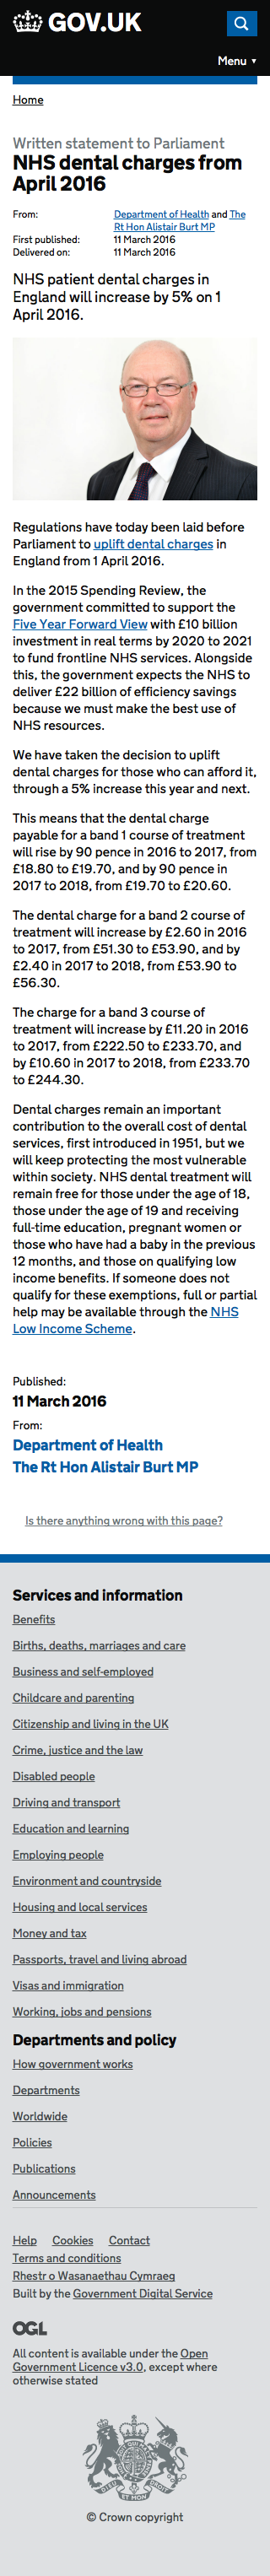 GOV.UK
Menu ▼
Home
Written statement to Parliament
NHS dental charges from
April 2016
From: Department of Health and The
Rt Hon Alistair Burt MP
First published: 11 March 2016
Delivered on: 11 March 2016
NHS patient dental charges in
England will increase by 5% on 1
April 2016.
Regulations have today been laid before
Parliament to uplift dental charges in
England from 1 April 2016.
In the 2015 Spending Review, the
government committed to support the
Five Year Forward View with £10 billion
investment in real terms by 2020 to 2021
to fund frontline NHS services. Alongside
this, the government expects the NHS to
deliver £22 billion of efficiency savings
because we must make the best use of
NHS resources.
We have taken the decision to uplift
dental charges for those who can afford it,
through a 5% increase this year and next.
This means that the dental charge
payable for a band 1 course of treatment
will rise by 90 pence in 2016 to 2017, from
£18.80 to £19.70, and by 90 pence in
2017 to 2018, from £19.70 to £20.60.
The dental charge for a band 2 course of
treatment will increase by £2.60 in 2016
to 2017, from £51.30 to £53.90, and by
£2.40 in 2017 to 2018, from £53.90 to
£56.30.
The charge for a band 3 course of
treatment will increase by £11.20 in 2016
to 2017, from £222.50 to £233.70, and
by £10.60 in 2017 to 2018, from £233.70
to £244.30.
Dental charges remain an important
contribution to the overall cost of dental
services, first introduced in 1951, but we
will keep protecting the most vulnerable
within society. NHS dental treatment will
remain free for those under the age of 18,
those under the age of 19 and receiving
full-time education, pregnant women or
those who have had a baby in the previous
12 months, and those on qualifying low
income benefits. If someone does not
qualify for these exemptions, full or partial
help may be available through the NHS
Low Income Scheme.
Published:
11 March 2016
From:
Department of Health
The Rt Hon Alistair Burt MP
Is there anything wrong with this page?
Services and information
Benefits
Births, deaths, marriages and care
Business and self-employed
Childcare and parenting
Citizenship and living in the UK
Crime, justice and the law
Disabled people
Driving and transport
Education and learning
Employing people
Environment and countryside
Housing and local services
Money and tax
Passports, travel and living abroad
Visas and immigration
Working, jobs and pensions
Departments and policy
How government works
Departments
Worldwide
Policies
Publications
Announcements
Help Cookies Contact
Terms and conditions
Rhestr o Wasanaethau Cymraeg
Built by the Government Digital Service
OGL
All content is available under the Open
Government Licence v3.0, except where
otherwise stated
DIEU ET MON
© Crown copyright